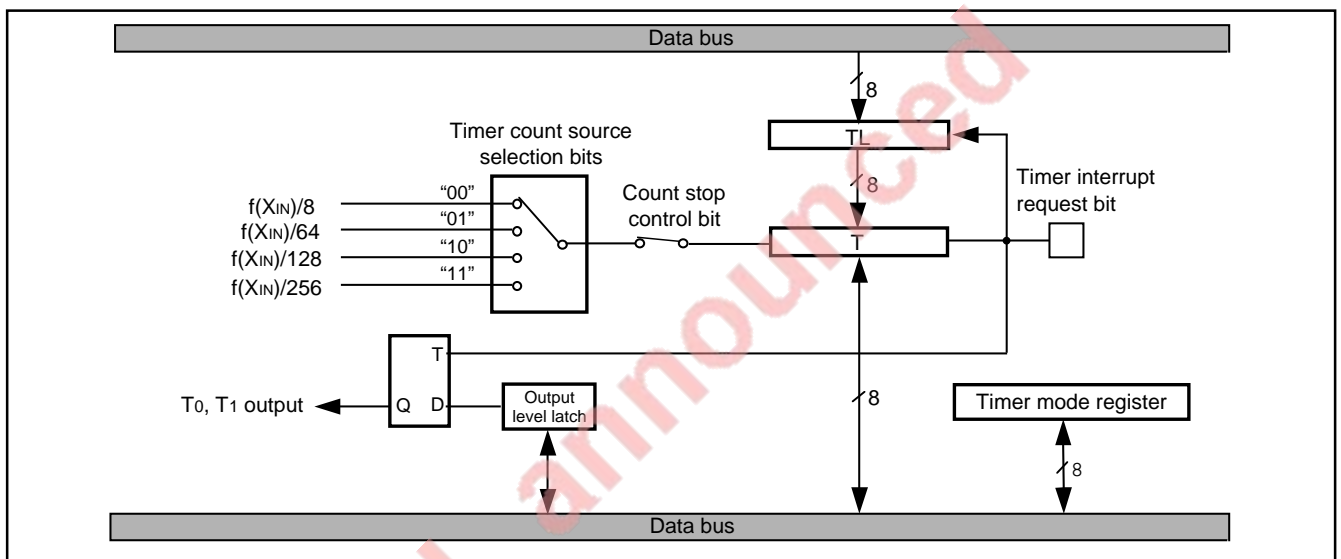 Data bus
8
TL
Timer count source
selection bits
8
Count stop
control bit
Timer interrupt
request bit
f(XIN)/8
"00"
f(XIN)/64
"01"
f(XIN)/128
"10"
f(XIN)/256
"11"
T
T
T0, T1 output
Q
D
Output
level latch
8
Timer mode register
8
Data bus
announced